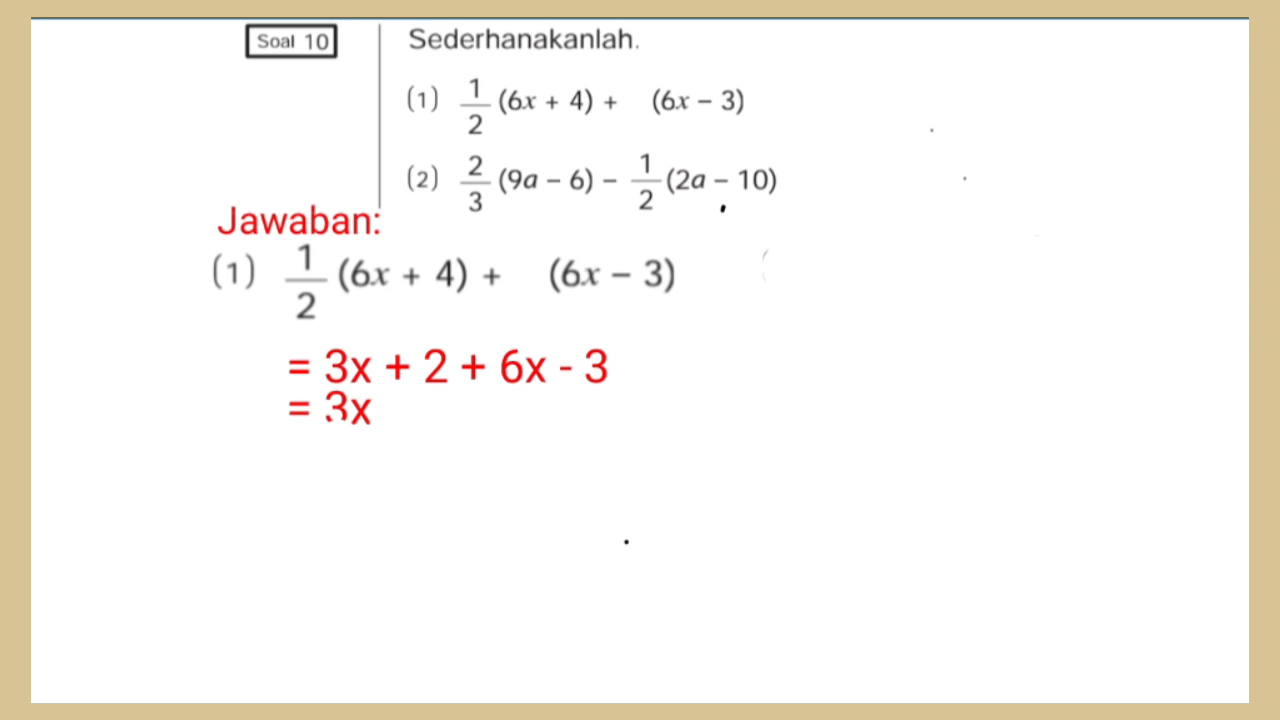 Soal 10
Sederhanakanlah.
(1) 1/2 (6x + 4) + (6x − 3)
(2) 2/3 (9a − 6) − 1/2 (2a − 10)
Jawaban:
(1) 1/2 (6x + 4) + (6x − 3)
= 3x + 2 + 6x - 3
= 3x